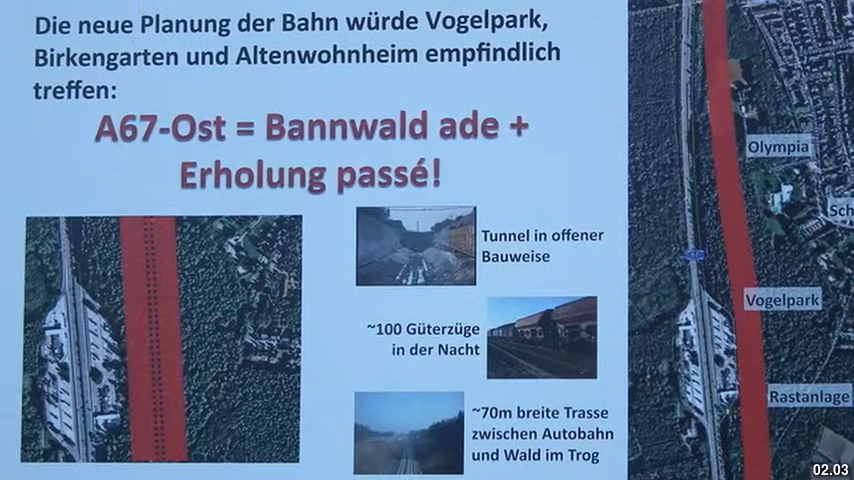 Die neue Planung der Bahn würde Vogelpark,
Birkengarten und Altenwohnheim empfindlich
treffen:
A67-Ost = Bannwald ade +
Erholung passé!
Tunnel in offener
Bauweise
~100 Güterzüge
in der Nacht
~70m breite Trasse
zwischen Autobahn
und Wald im Trog
Olympia
Sch
Vogelpark
Rastanlage
02.03